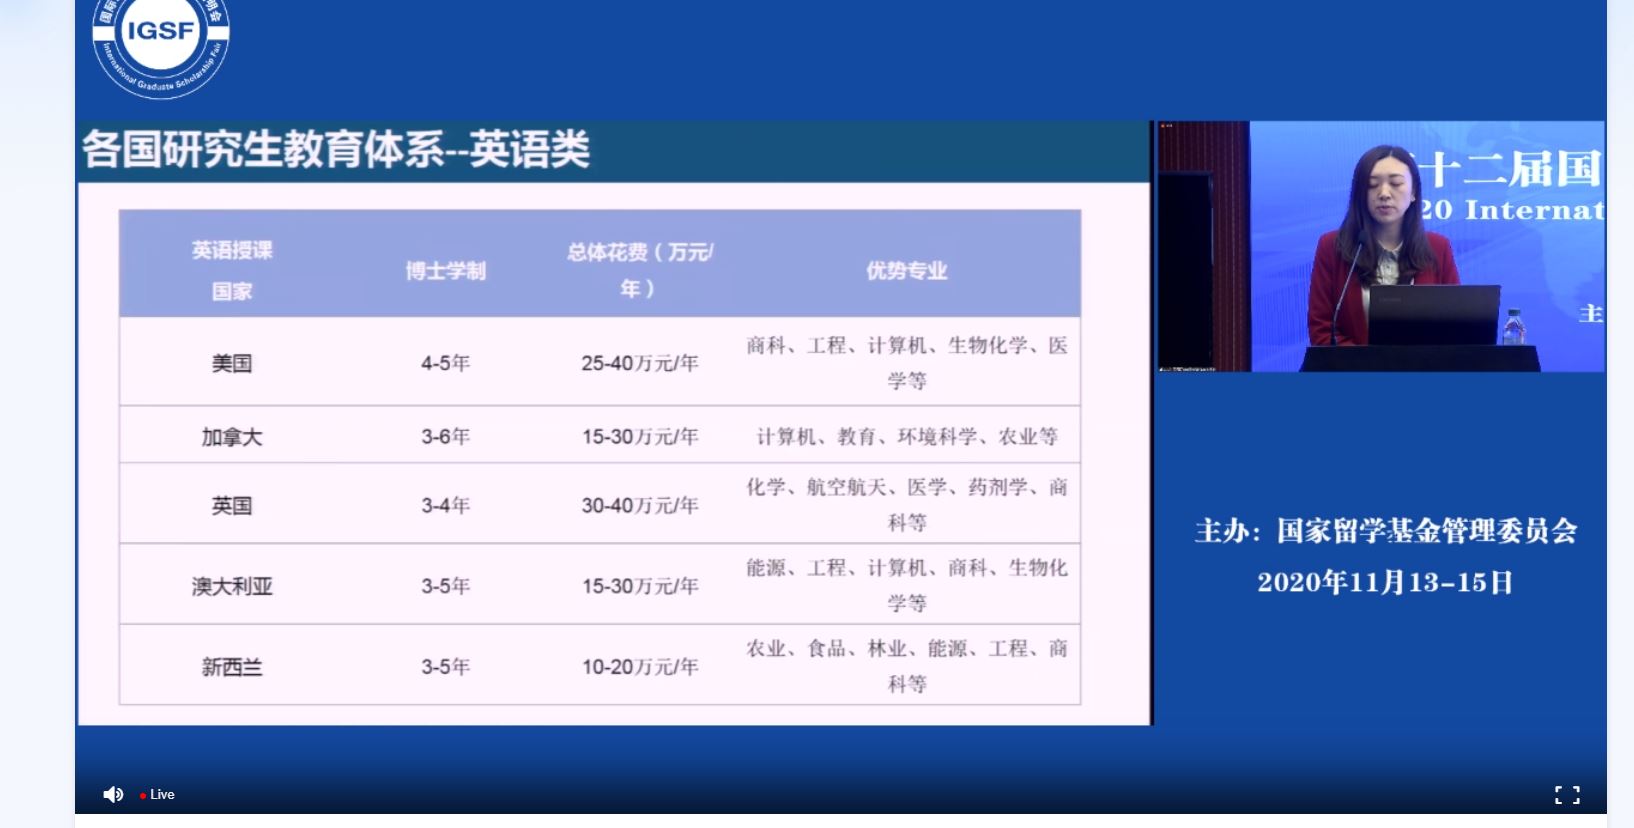 IGSF
International Graduate Scholarship Fair
各国研究生教育体系--英语类
英语授课
国家
博士学制
总体花费（万元/
年）
优势专业
美国
4-5年
25-40万元/年
商科、工程、计算机、生物化学、医
学等
加拿大
3-6年
15-30万元/年
计算机、教育、环境科学、农业等
英国
3-4年
30-40万元/年
化学、航空航天、医学、药剂学、商
科等
澳大利亚
3-5年
15-30万元/年
能源、工程、计算机、商科、生物化
学等
新西兰
3-5年
10-20万元/年
农业、食品、林业、能源、工程、商
科等
十二届国
20 Internat
主
主办：国家留学基金管理委员会
2020年11月13-15日
Live